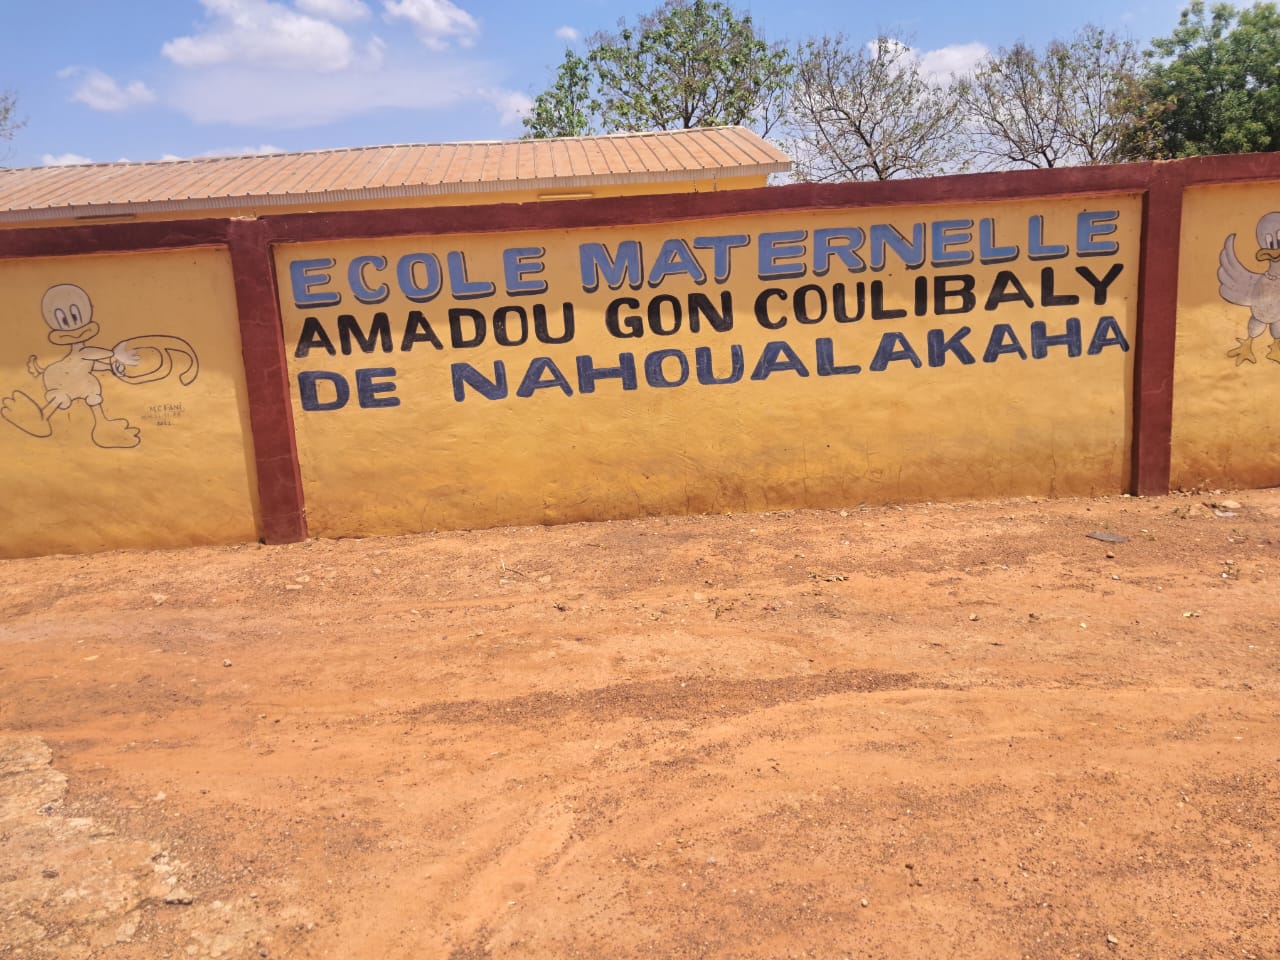 ECOLE MATERNELLE
AMADOU GON COULIBALY
DE NAHOUALAKAHA